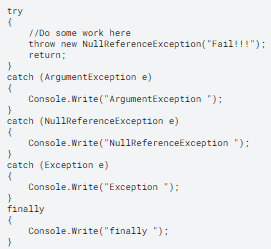 try
{
    //Do some work here
    throw new NullReferenceException("Fail!!!");
    return;
}
catch (ArgumentException e)
{
    Console.Write("ArgumentException ");
}
catch (NullReferenceException e)
{
    Console.Write("NullReferenceException ");
}
catch (Exception e)
{
    Console.Write("Exception ");
}
finally
{
    Console.Write("finally ");
}